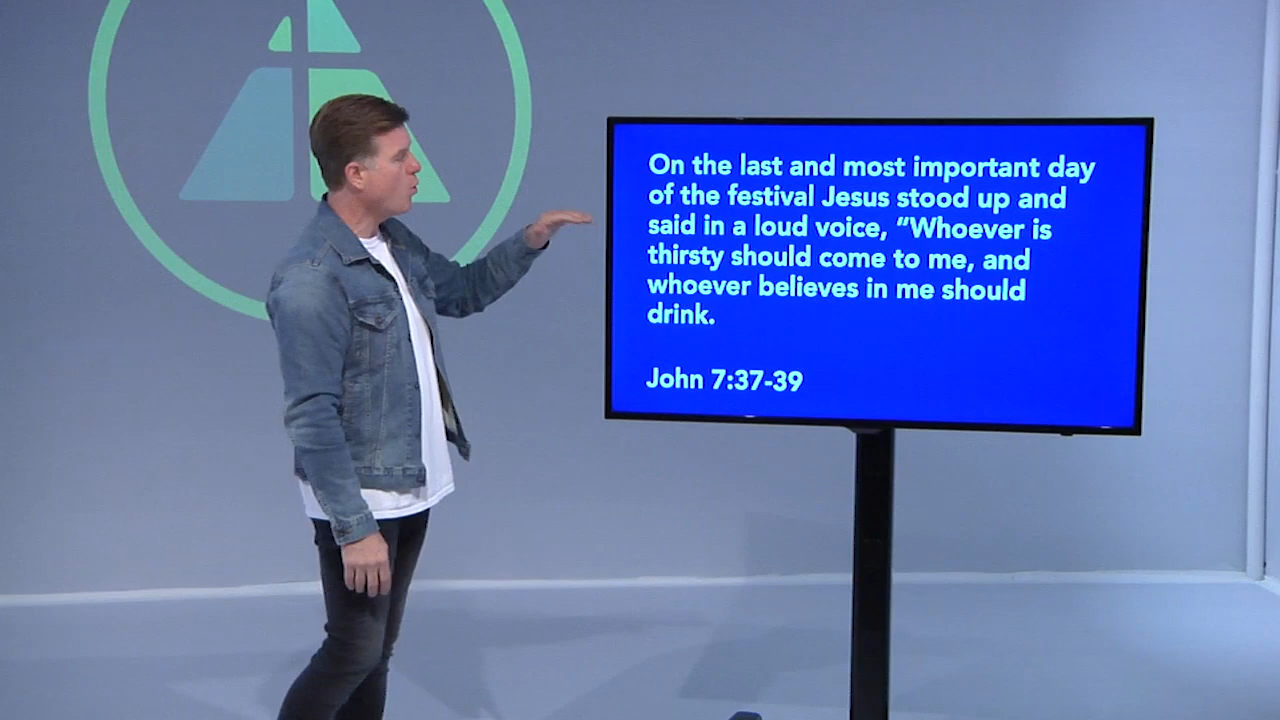 On the last and most important day
of the festival Jesus stood up and
said in a loud voice, “Whoever is
thirsty should come to me, and
whoever believes in me should
drink.
John 7:37-39